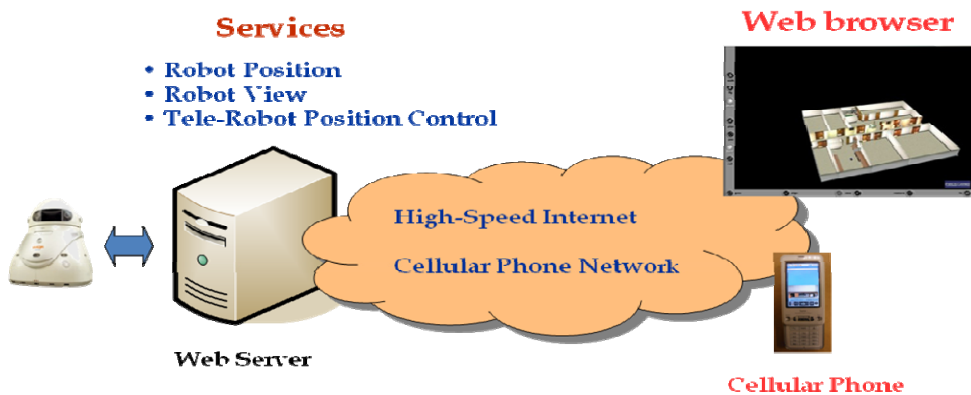 Services
• Robot Position
• Robot View
• Tele-Robot Position Control
Web browser
High-Speed Internet
Cellular Phone Network
Web Server
Cellular Phone